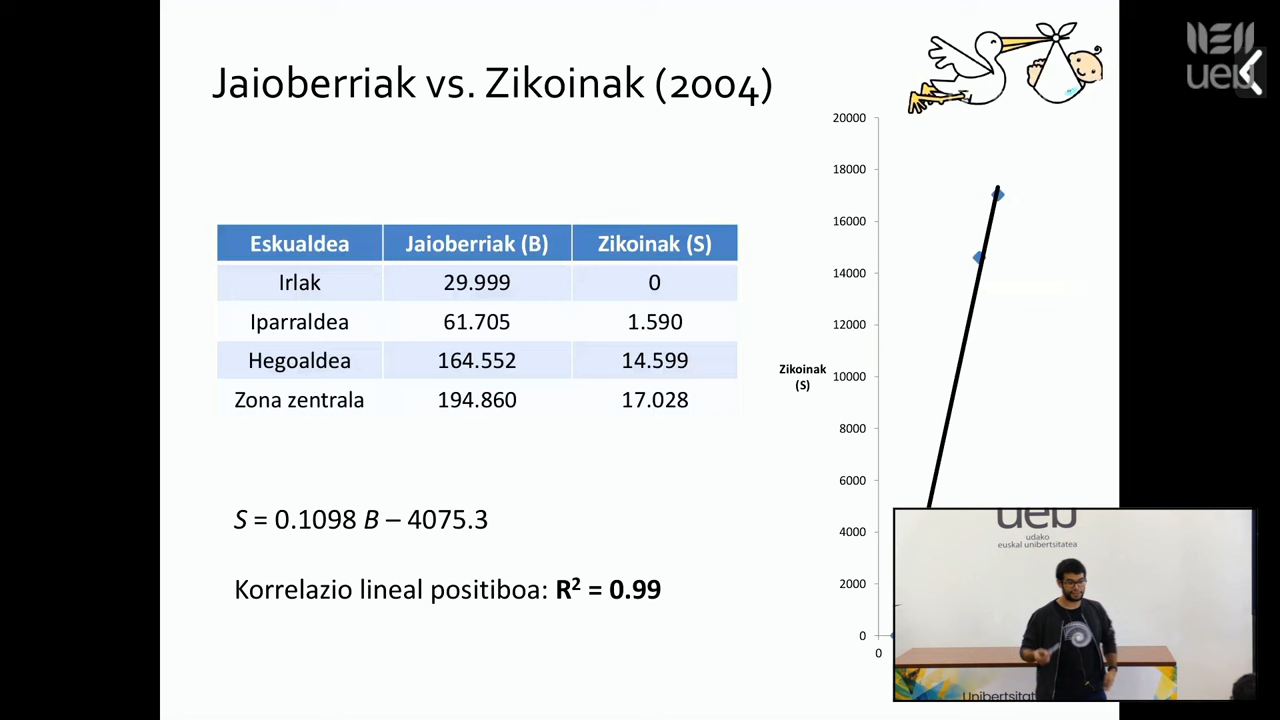 Jaioberriak vs. Zikoinak (2004)
ueu
Eskualdea Jaioberriak (B) Zikoinak (S)
Irlak 29.999 0
Iparraldea 61.705 1.590
Hegoaldea 164.552 14.599
Zona zentrala 194.860 17.028
S = 0.1098 B – 4075.3
Korrelazio lineal positiboa: R² = 0.99
20000
18000
16000
14000
12000
Zikoinak
(S)
10000
8000
6000
4000
2000
0
0
ueu
udako
euskal unibertsitatea